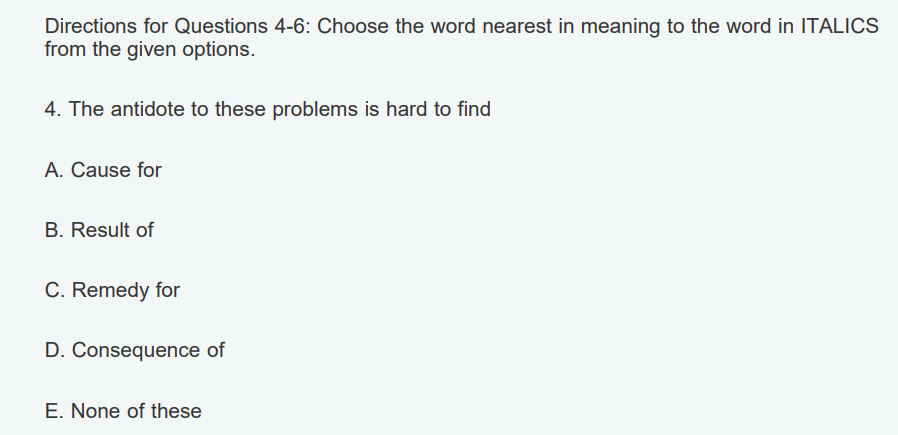 Directions for Questions 4-6: Choose the word nearest in meaning to the word in ITALICS
from the given options.
4. The antidote to these problems is hard to find
A. Cause for
B. Result of
C. Remedy for
D. Consequence of
E. None of these